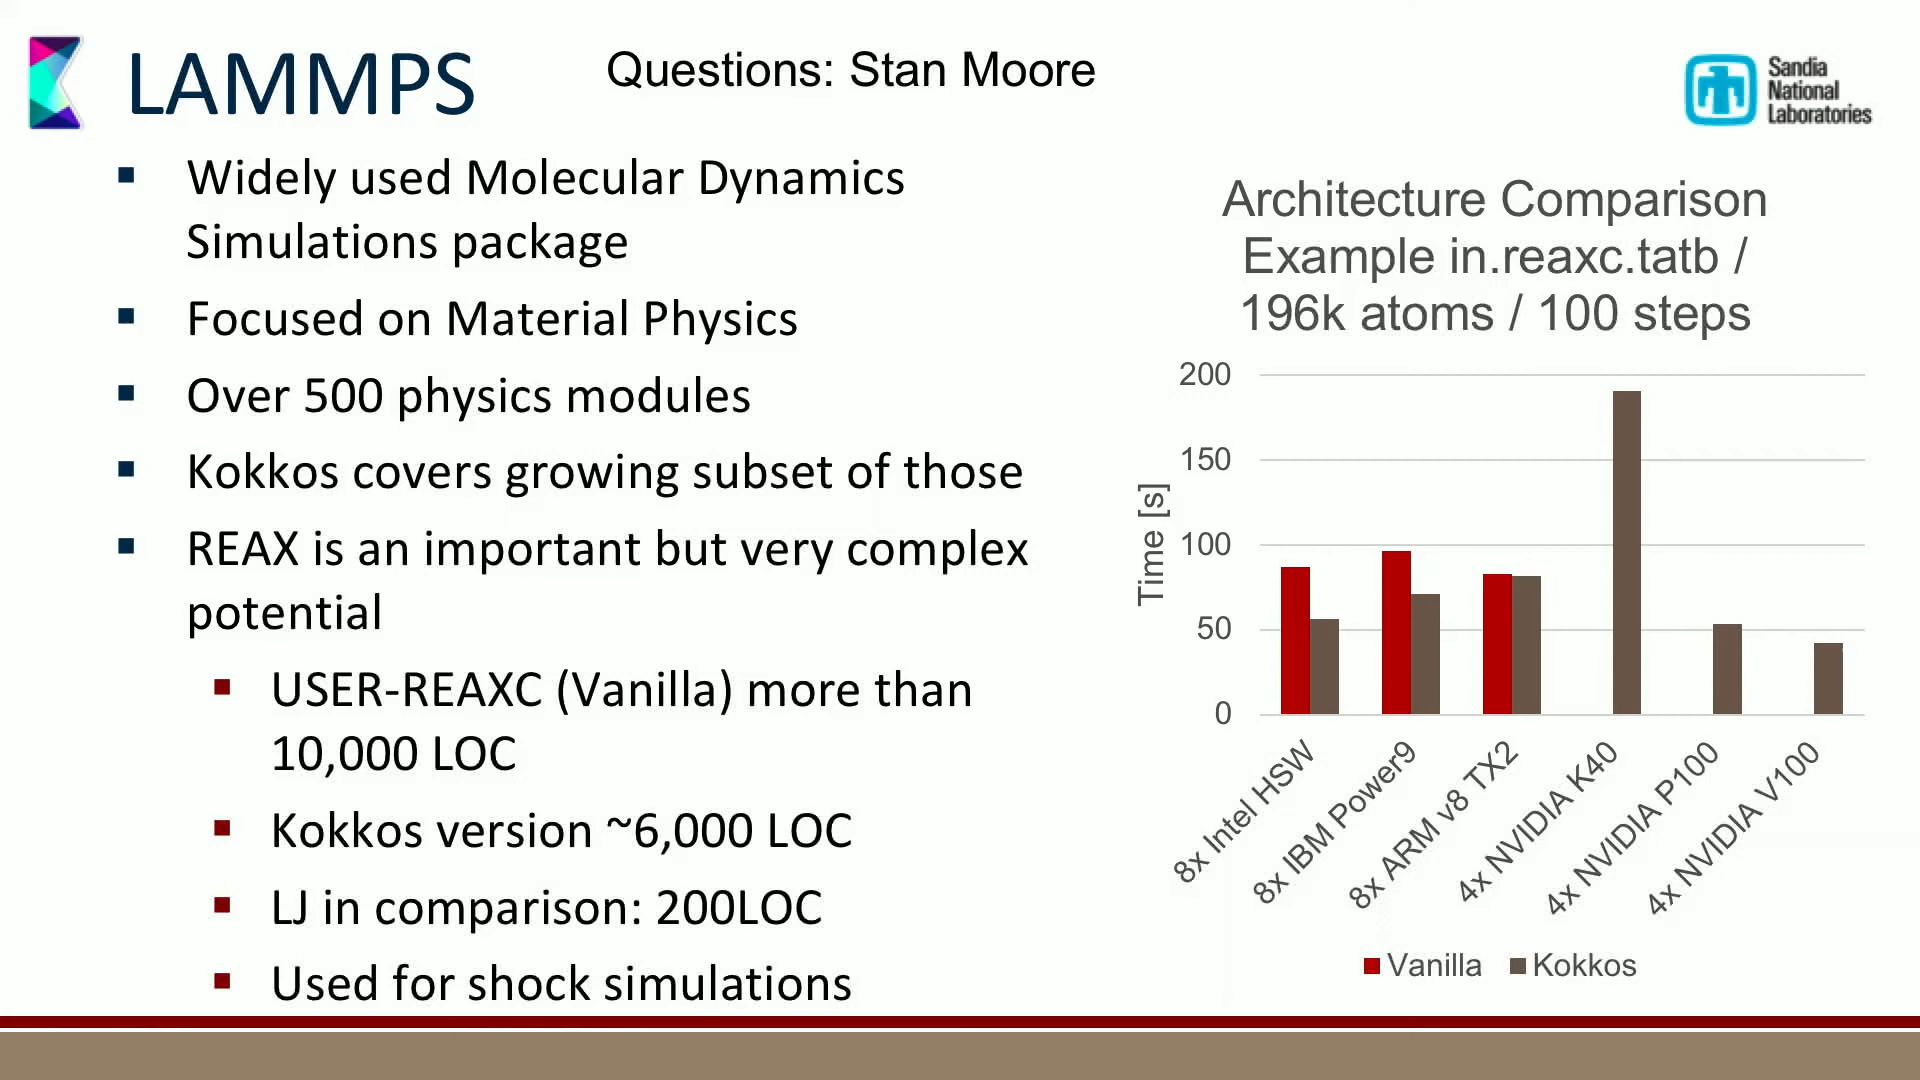 LAMMPS
Questions: Stan Moore
Sandia
National
Laboratories
Widely used Molecular Dynamics
Simulations package
Focused on Material Physics
Over 500 physics modules
Kokkos covers growing subset of those
REAX is an important but very complex
potential
USER-REAXC (Vanilla) more than
10,000 LOC
Kokkos version ~6,000 LOC
LJ in comparison: 200LOC
Used for shock simulations
Architecture Comparison
Example in.reaxc.tatb /
196k atoms / 100 steps
Time [s]
200
150
100
50
0
8x Intel HSW
8x IBM Power9
8x ARM v8 TX2
4x NVIDIA K40
4x NVIDIA P100
4x NVIDIA V100
Vanilla Kokkos